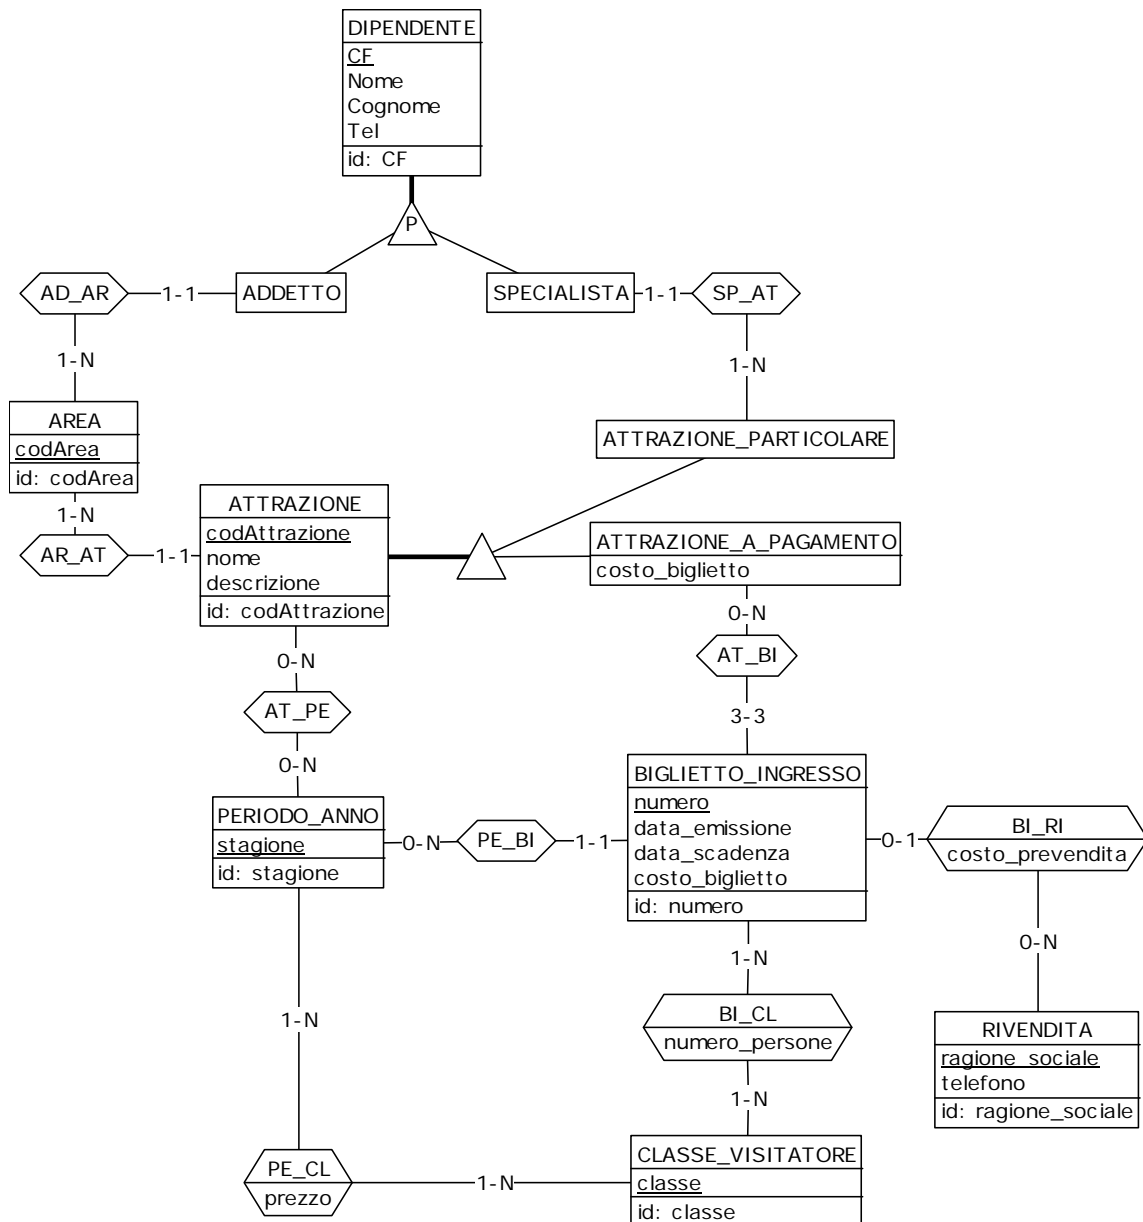 DIPENDENTE
CF
Nome
Cognome
Tel
id: CF
P
AD_AR
1-1
ADDETTO
SPECIALISTA
1-1
SP_AT
1-N
1-N
AREA
codArea
id: codArea
ATTRAZIONE_PARTICOLARE
1-N
AR_AT
1-1
ATTRAZIONE
codAttrazione
nome
descrizione
id: codAttrazione
ATTRAZIONE_A_PAGAMENTO
costo_biglietto
0-N
AT_BI
3-3
0-N
AT_PE
0-N
PERIODO_ANNO
stagione
id: stagione
0-N
PE_BI
1-1
BIGLIETTO_INGRESSO
numero
data_emissione
data_scadenza
costo_biglietto
id: numero
0-1
BI_RI
costo_prevendita
0-N
RIVENDITA
ragione_sociale
telefono
id: ragione_sociale
1-N
BI_CL
numero_persone
1-N
1-N
PE_CL
prezzo
1-N
CLASSE_VISITATORE
classe
id: classe